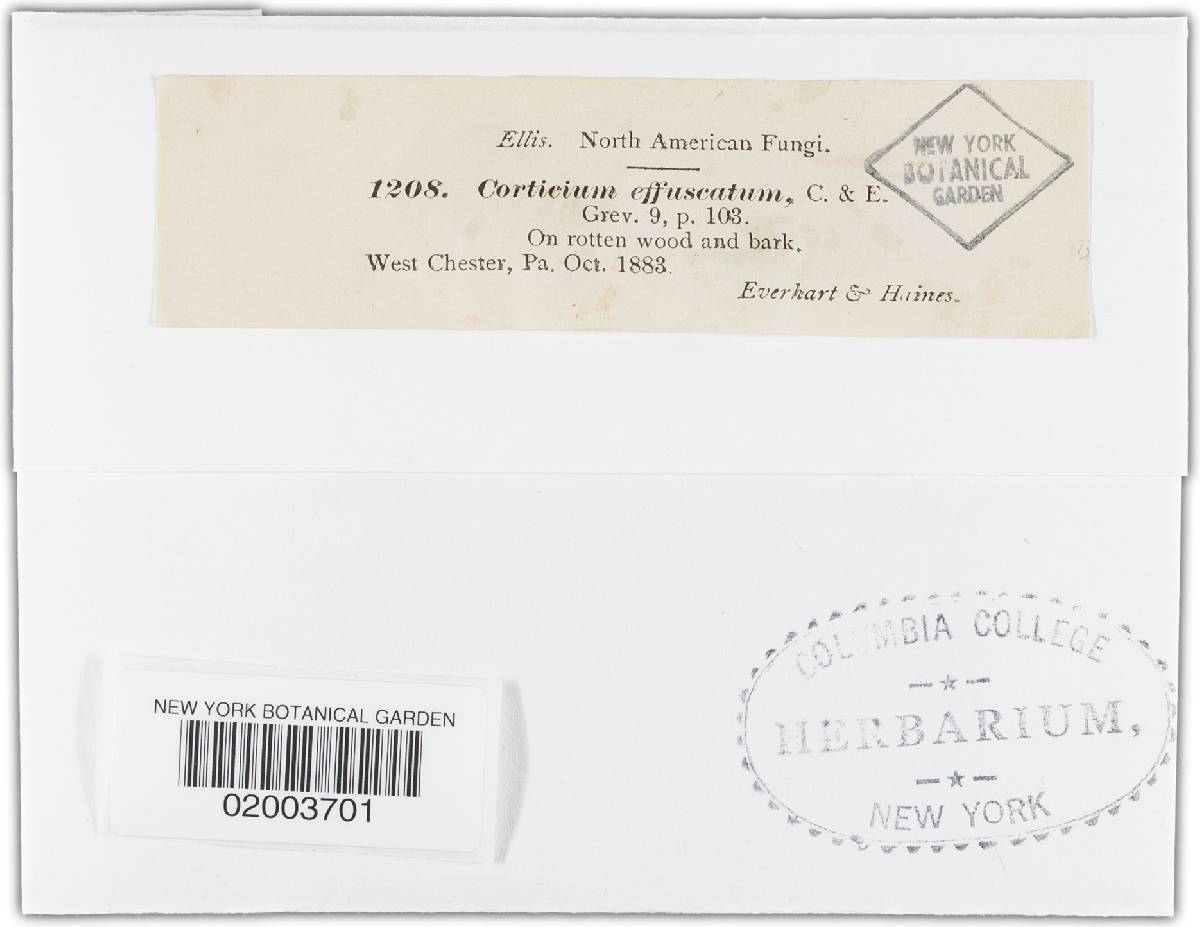 Ellis. North American Fungi.
1208. Corticium effuscatum, C. & E.
Grev. 9, p. 103.
On rotten wood and bark.
West Chester, Pa. Oct. 1883.
Everhart & Haines.
NEW YORK
BOTANICAL
GARDEN
NEW YORK BOTANICAL GARDEN
02003701
COLUMBIA COLLEGE
HERBARIUM,
NEW YORK